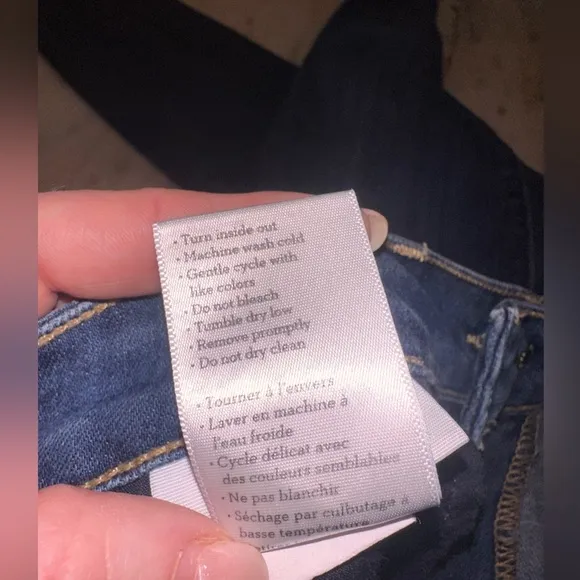 · Turn inside out
· Machine wash cold
· Gentle cycle with
like colors
· Do not bleach
· Tumble dry low
· Remove promptly
· Do not dry clean
· Tourner à l'envers
· Laver en machine à
l'eau froide
· Cycle délicat avec
des couleurs semblables
· Ne pas blanchir
· Séchage par culbutage à
basse température